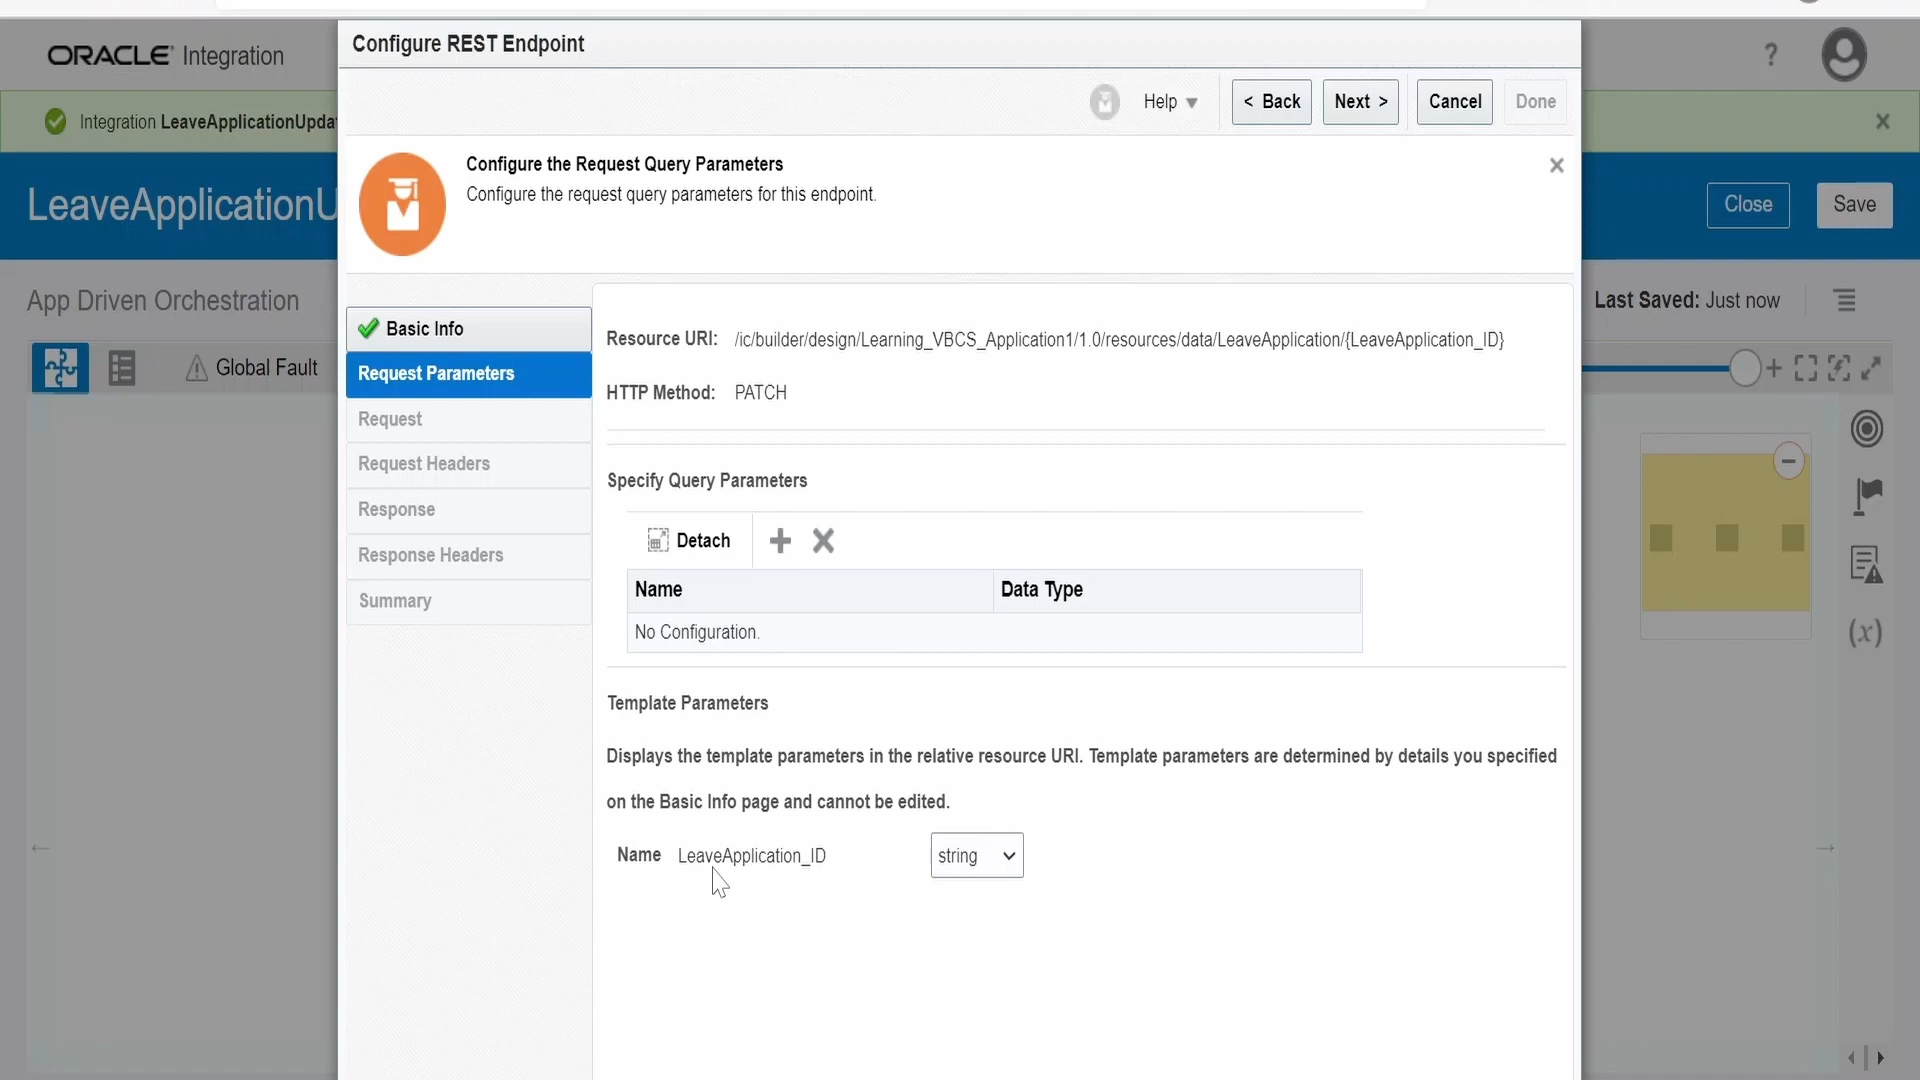 Configure REST Endpoint
ORACLE Integration
?
Help
< Back
Next >
Cancel
Done
Integration LeaveApplicationUpda
Configure the Request Query Parameters
Configure the request query parameters for this endpoint.
LeaveApplicationU
Close
Save
App Driven Orchestration
Last Saved: Just now
Basic Info
Request Parameters
Request
Request Headers
Response
Response Headers
Summary
Global Fault
Resource URI: /ic/builder/design/Learning_VBCS_Application1/1.0/resources/data/LeaveApplication/{LeaveApplication_ID}
HTTP Method: PATCH
Specify Query Parameters
Detach
Name Data Type
No Configuration.
Template Parameters
Displays the template parameters in the relative resource URI. Template parameters are determined by details you specified
on the Basic Info page and cannot be edited.
Name LeaveApplication_ID string
(x)